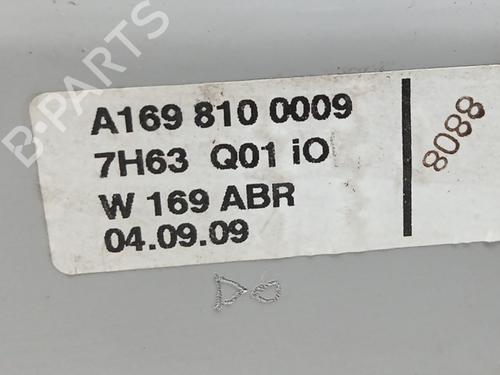 A169 810 0009
7H63 Q01 iO
W 169 ABR
04.09.09
8088
B-PARTS